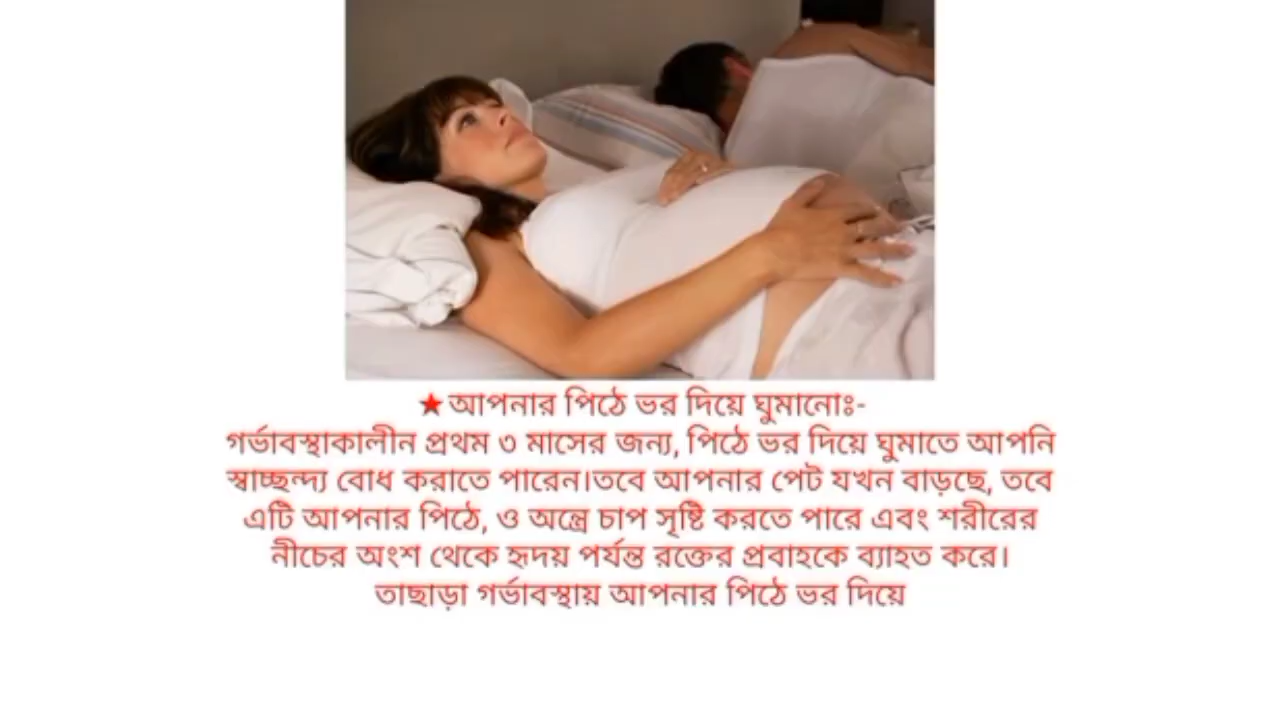 ★আপনার পিঠে ভর দিয়ে ঘুমানোঃ-
গর্ভাবস্থাকালীন প্রথম ৩ মাসের জন্য, পিঠে ভর দিয়ে ঘুমাতে আপনি
স্বাচ্ছন্দ্য বোধ করাতে পারেন।তবে আপনার পেট যখন বাড়ছে, তবে
এটি আপনার পিঠে, ও অন্ত্রে চাপ সৃষ্টি করতে পারে এবং শরীরের
নীচের অংশ থেকে হৃদয় পর্যন্ত রক্তের প্রবাহকে ব্যাহত করে।
তাছাড়া গর্ভাবস্থায় আপনার পিঠে ভর দিয়ে